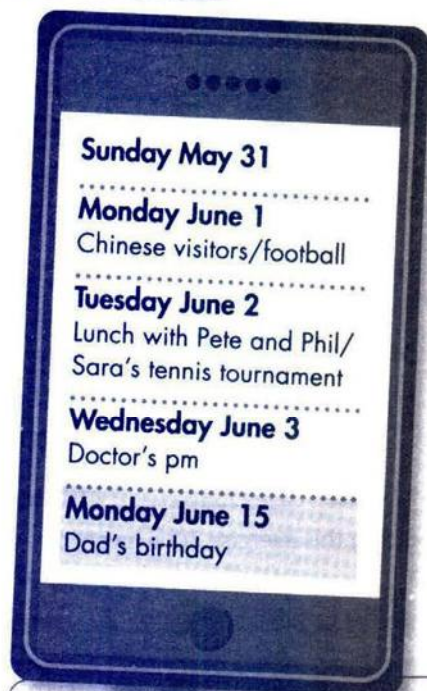 Sunday May 31
Monday June 1
Chinese visitors/football
Tuesday June 2
Lunch with Pete and Phil/
Sara's tennis tournament
Wednesday June 3
Doctor's pm
Monday June 15
Dad's birthday